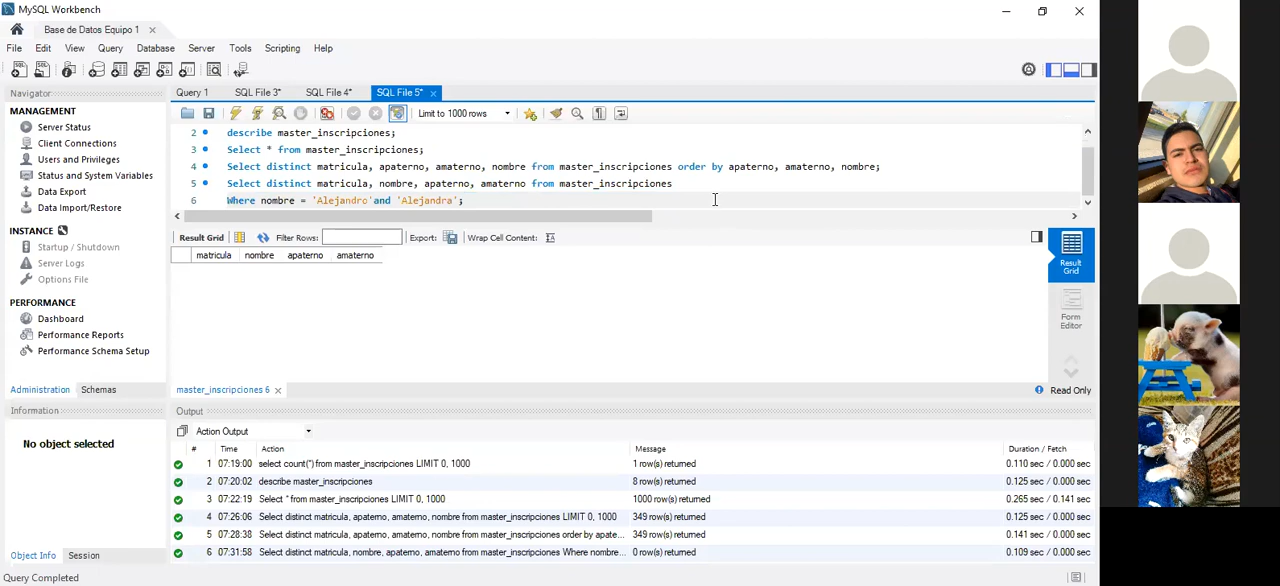 MySQL Workbench
Base de Datos Equipo 1
File Edit View Query Database Server Tools Scripting Help
Navigator
MANAGEMENT
Server Status
Client Connections
Users and Privileges
Status and System Variables
Data Export
Data Import/Restore
INSTANCE
Startup / Shutdown
Server Logs
Options File
PERFORMANCE
Dashboard
Performance Reports
Performance Schema Setup
Administration Schemas
Information
No object selected
Object Info Session
Query Completed
Query 1 SQL File 3* SQL File 4* SQL File 5*
Limit to 1000 rows
2 describe master_inscripciones;
3 Select * from master_inscripciones;
4 Select distinct matricula, apaterno, amaterno, nombre from master_inscripciones order by apaterno, amaterno, nombre;
5 Select distinct matricula, nombre, apaterno, amaterno from master_inscripciones
6 Where nombre = 'Alejandro'and 'Alejandra';
Result Grid Filter Rows: Export: Wrap Cell Content:
matricula nombre apaterno amaterno
Result Grid
Form Editor
master_inscripciones 6
Read Only
Output
Action Output
# Time Action Message Duration / Fetch
1 07:19:00 select count(*) from master_inscripciones LIMIT 0, 1000 1 row(s) returned 0.110 sec / 0.000 sec
2 07:20:02 describe master_inscripciones 8 row(s) returned 0.125 sec / 0.000 sec
3 07:22:19 Select * from master_inscripciones LIMIT 0, 1000 1000 row(s) returned 0.265 sec / 0.141 sec
4 07:26:06 Select distinct matricula, apaterno, amaterno, nombre from master_inscripciones LIMIT 0, 1000 349 row(s) returned 0.125 sec / 0.000 sec
5 07:28:38 Select distinct matricula, apaterno, amaterno, nombre from master_inscripciones order by apate... 349 row(s) returned 0.141 sec / 0.000 sec
6 07:31:58 Select distinct matricula, nombre, apaterno, amaterno from master_inscripciones Where nombre... 0 row(s) returned 0.109 sec / 0.000 sec